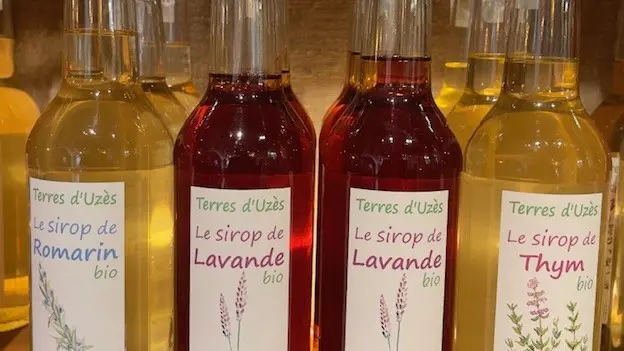 Terres d'Uzès
Le sirop de
Romarin
bio
Terres d'Uzès
Le sirop de
Lavande
bio
Terres d'Uzès
Le sirop de
Lavande
bio
Terres d'Uzès
Le sirop de
Thym
bio